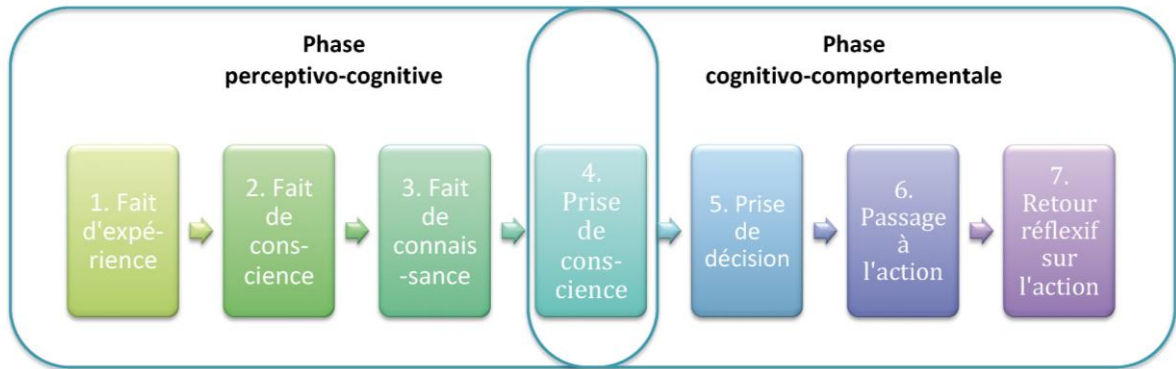 Phase
perceptivo-cognitive
Phase
cognitivo-comportementale
1. Fait
d'expé-
rience
2. Fait
de
cons-
cience
3. Fait
de
connais
-sance
4.
Prise
de
cons-
cience
5. Prise
de
décision
6.
Passage
à
l'action
7.
Retour
réflexif
sur
l'action